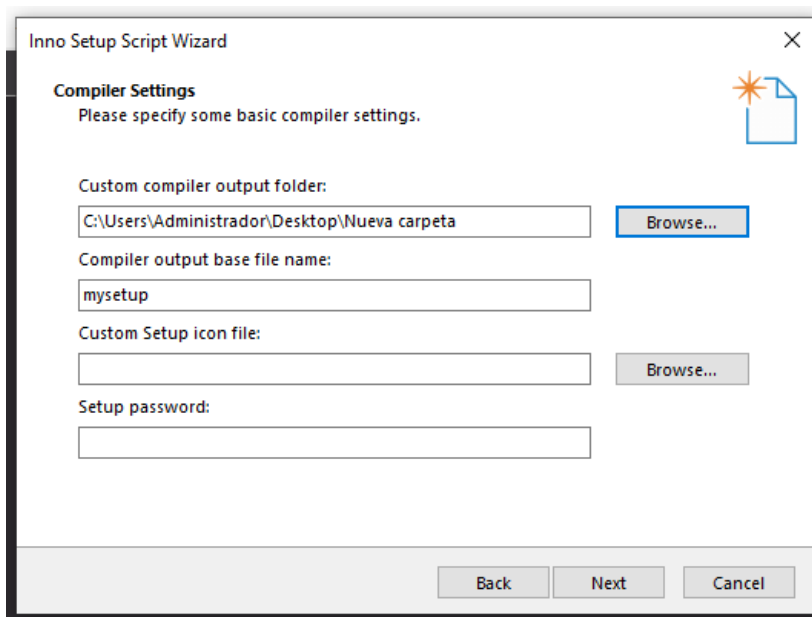 Inno Setup Script Wizard
Compiler Settings
Please specify some basic compiler settings.
Custom compiler output folder:
C:\Users\Administrador\Desktop\Nueva carpeta
Browse...
Compiler output base file name:
mysetup
Custom Setup icon file:
Browse...
Setup password:
Back
Next
Cancel